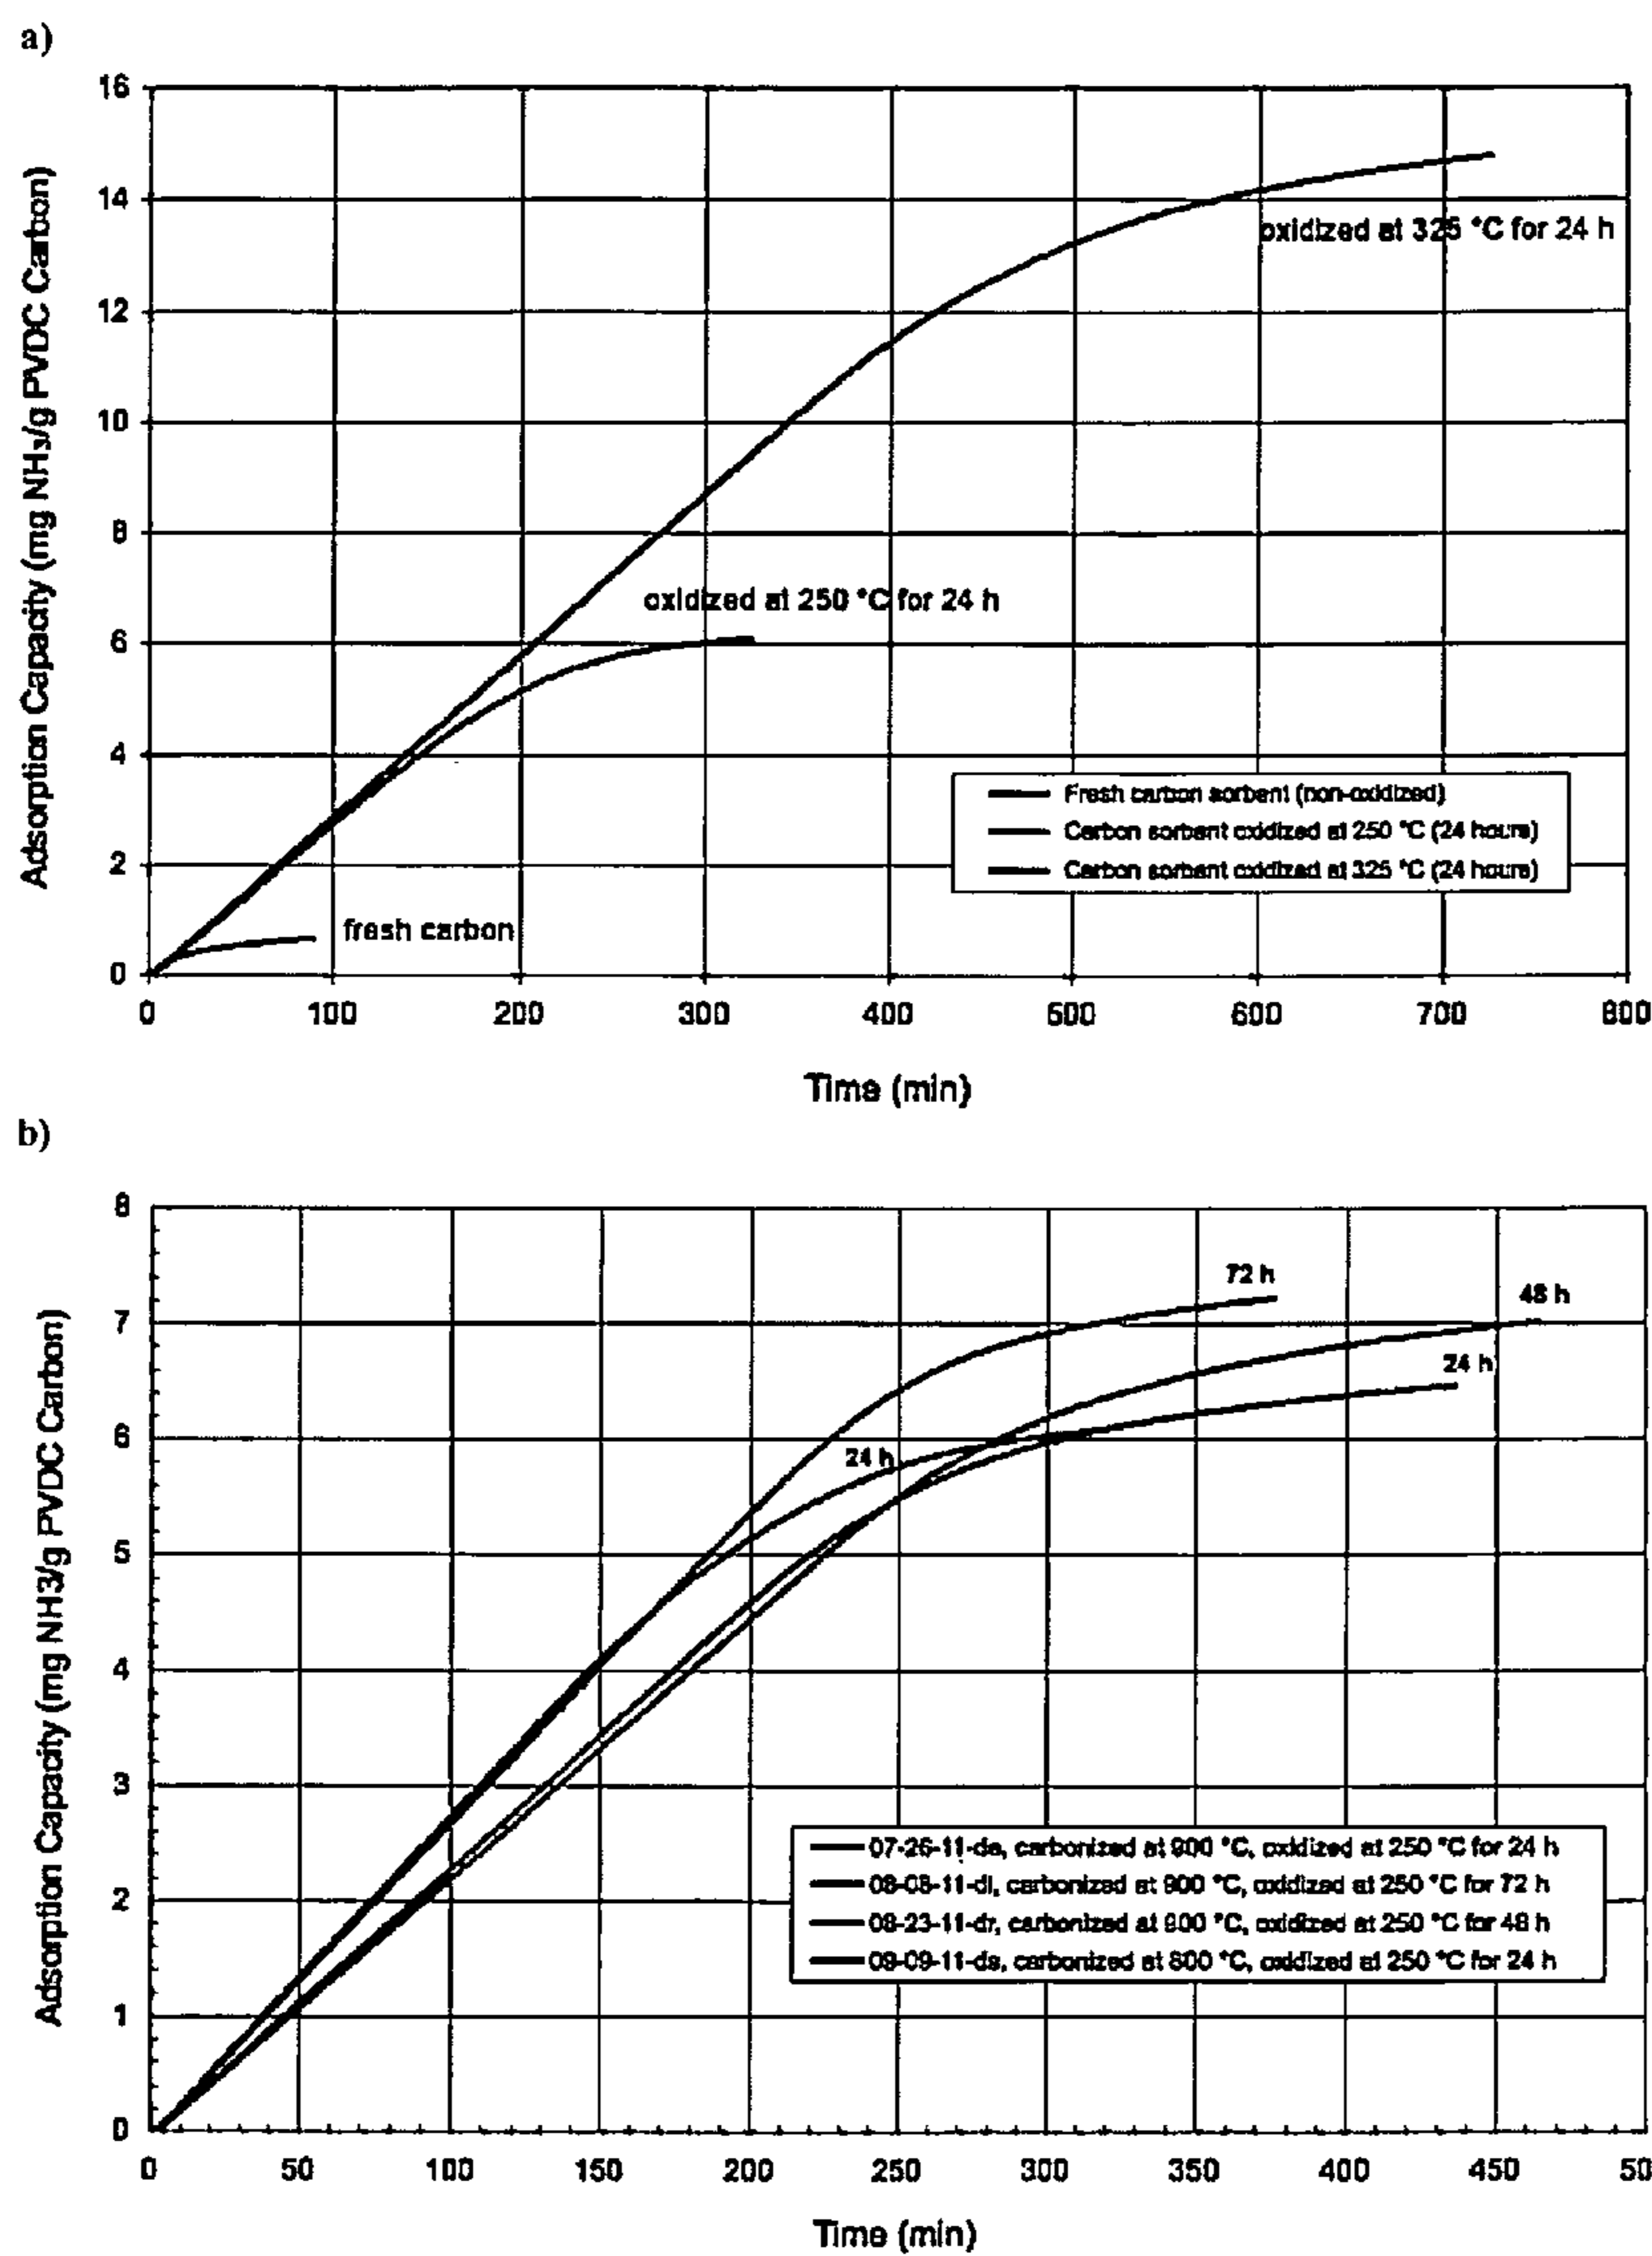 a)
16
14
12
10
8
6
4
2
0
Adsorption Capacity (mg NH₃/g PVDC Carbon)
oxidized at 325 °C for 24 h
oxidized at 250 °C for 24 h
fresh carbon
Fresh carbon sorbent (non-oxidized)
Carbon sorbent oxidized at 250 °C (24 hours)
Carbon sorbent oxidized at 325 °C (24 hours)
0 100 200 300 400 500 600 700 800
Time (min)
b)
8
7
6
5
4
3
2
1
0
Adsorption Capacity (mg NH3/g PVDC Carbon)
72 h
48 h
24 h
24 h
carbonized at 900 °C, oxidized at 250 °C for 24 h
carbonized at 900 °C, oxidized at 250 °C for 72 h
carbonized at 900 °C, oxidized at 250 °C for 48 h
carbonized at 800 °C, oxidized at 250 °C for 24 h
0 50 100 150 200 250 300 350 400 450 50
Time (min)